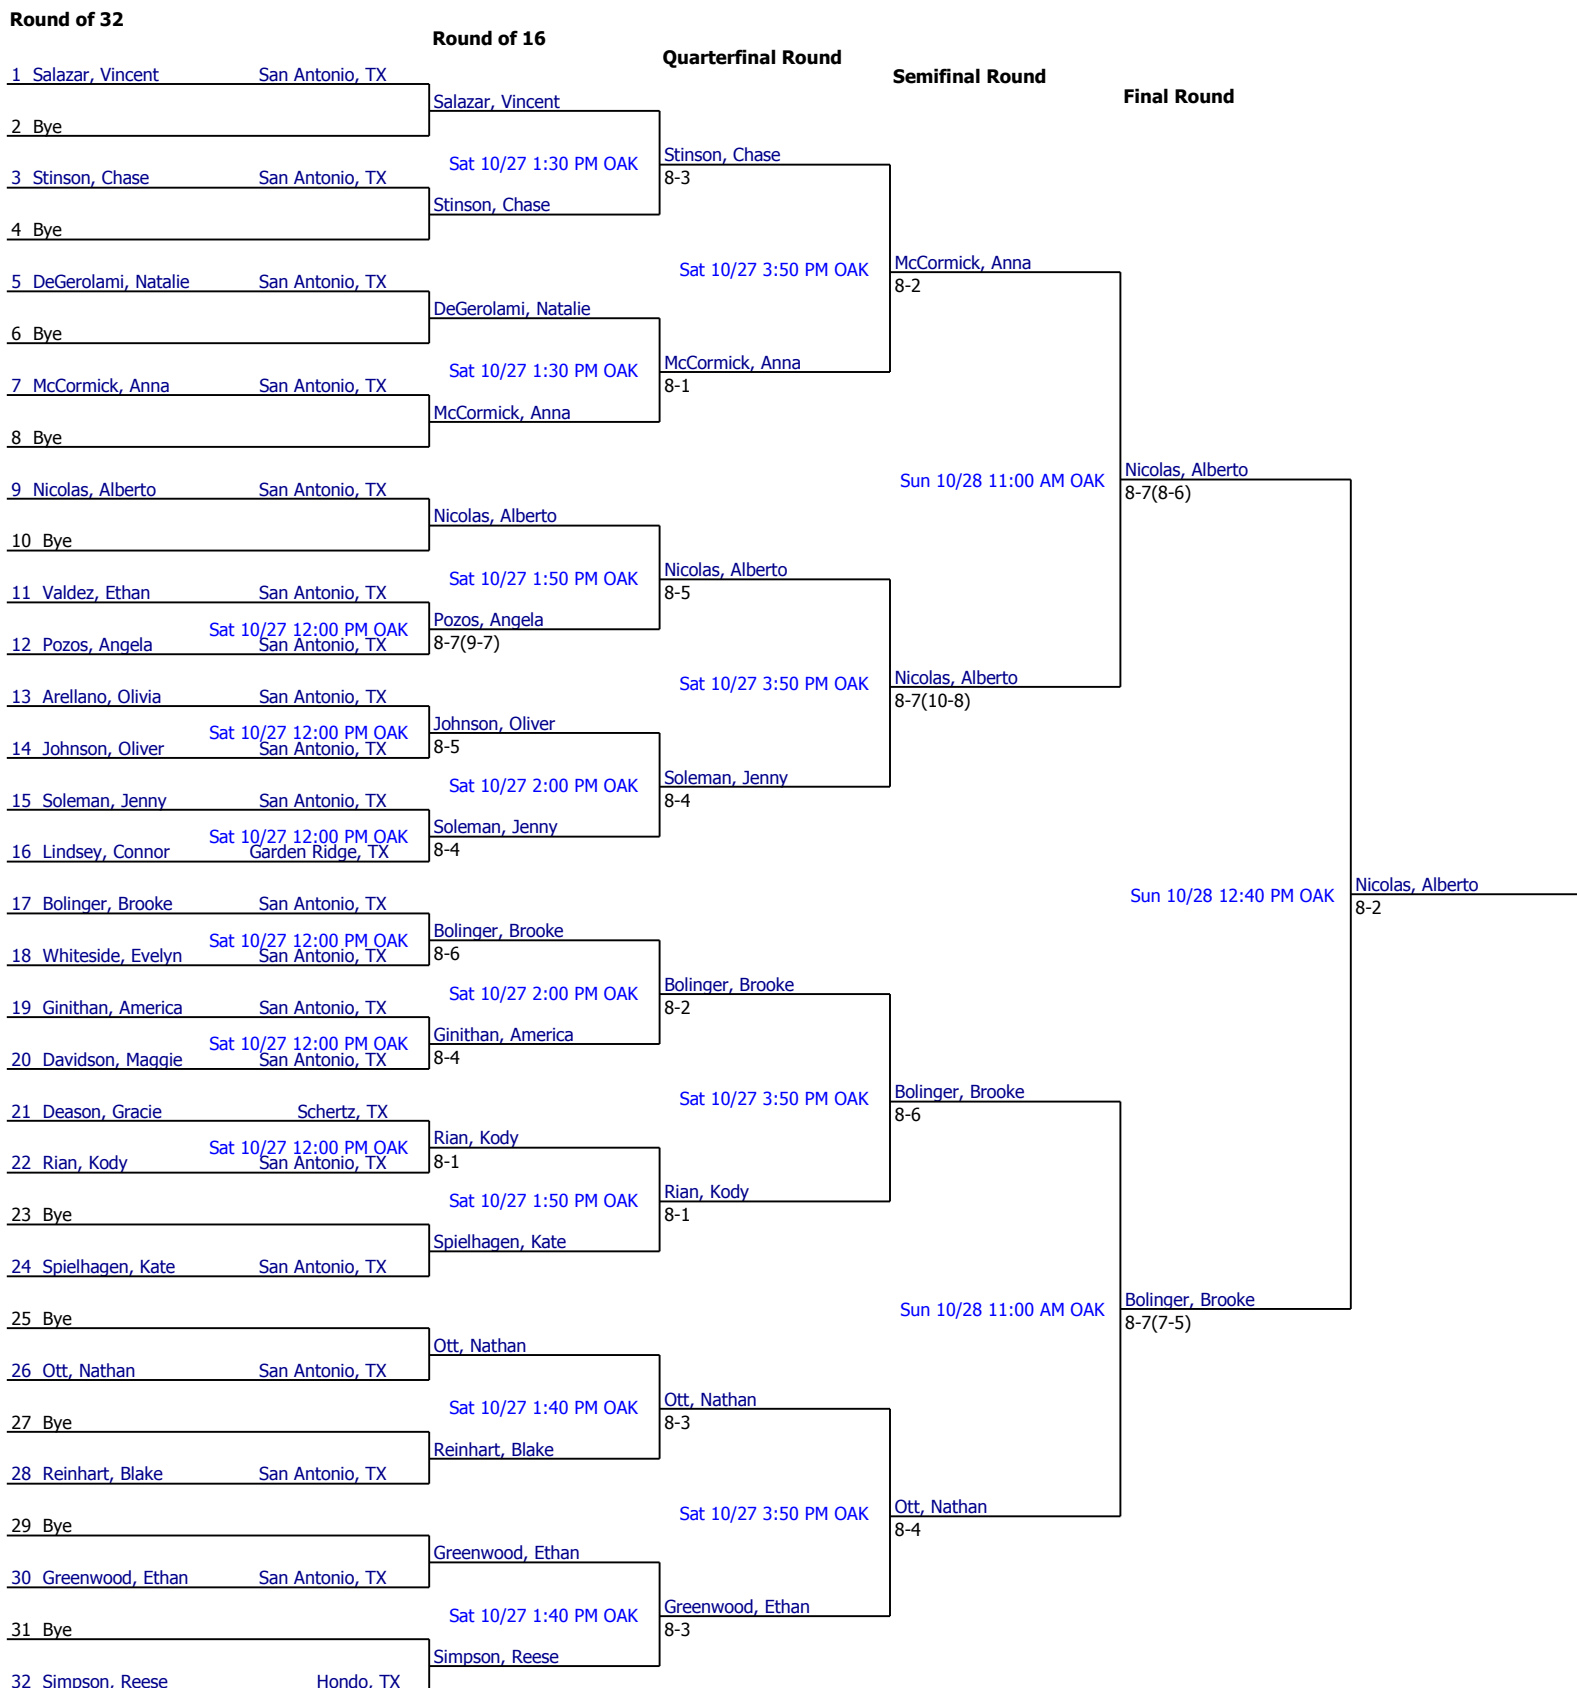 Round of 32
Round of 16
Quarterfinal Round
Semifinal Round
Final Round
1 Salazar, Vincent San Antonio, TX
2 Bye
3 Stinson, Chase San Antonio, TX
4 Bye
5 DeGerolami, Natalie San Antonio, TX
6 Bye
7 McCormick, Anna San Antonio, TX
8 Bye
9 Nicolas, Alberto San Antonio, TX
10 Bye
11 Valdez, Ethan San Antonio, TX
Sat 10/27 12:00 PM OAK
12 Pozos, Angela San Antonio, TX
13 Arellano, Olivia San Antonio, TX
Sat 10/27 12:00 PM OAK
14 Johnson, Oliver San Antonio, TX
15 Soleman, Jenny San Antonio, TX
Sat 10/27 12:00 PM OAK
16 Lindsey, Connor Garden Ridge, TX
17 Bolinger, Brooke San Antonio, TX
Sat 10/27 12:00 PM OAK
18 Whiteside, Evelyn San Antonio, TX
19 Ginithan, America San Antonio, TX
Sat 10/27 12:00 PM OAK
20 Davidson, Maggie San Antonio, TX
21 Deason, Gracie Schertz, TX
Sat 10/27 12:00 PM OAK
22 Rian, Kody San Antonio, TX
23 Bye
24 Spielhagen, Kate San Antonio, TX
25 Bye
26 Ott, Nathan San Antonio, TX
27 Bye
28 Reinhart, Blake San Antonio, TX
29 Bye
30 Greenwood, Ethan San Antonio, TX
31 Bye
32 Simpson, Reese Hondo, TX
Salazar, Vincent
Sat 10/27 1:30 PM OAK
Stinson, Chase
DeGerolami, Natalie
Sat 10/27 1:30 PM OAK
McCormick, Anna
Nicolas, Alberto
Sat 10/27 1:50 PM OAK
Pozos, Angela
8-7(9-7)
Johnson, Oliver
8-5
Sat 10/27 2:00 PM OAK
Soleman, Jenny
8-4
Bolinger, Brooke
8-6
Sat 10/27 2:00 PM OAK
Ginithan, America
8-4
Rian, Kody
8-1
Sat 10/27 1:50 PM OAK
Spielhagen, Kate
Ott, Nathan
Sat 10/27 1:40 PM OAK
Reinhart, Blake
Greenwood, Ethan
Sat 10/27 1:40 PM OAK
Simpson, Reese
Stinson, Chase
8-3
Sat 10/27 3:50 PM OAK
McCormick, Anna
8-1
Nicolas, Alberto
8-5
Sat 10/27 3:50 PM OAK
Soleman, Jenny
8-4
Bolinger, Brooke
8-2
Sat 10/27 3:50 PM OAK
Rian, Kody
8-1
Ott, Nathan
8-3
Sat 10/27 3:50 PM OAK
Greenwood, Ethan
8-3
McCormick, Anna
8-2
Sun 10/28 11:00 AM OAK
Nicolas, Alberto
8-7(10-8)
Bolinger, Brooke
8-6
Sun 10/28 11:00 AM OAK
Ott, Nathan
8-4
Nicolas, Alberto
8-7(8-6)
Sun 10/28 12:40 PM OAK
Bolinger, Brooke
8-7(7-5)
Nicolas, Alberto
8-2